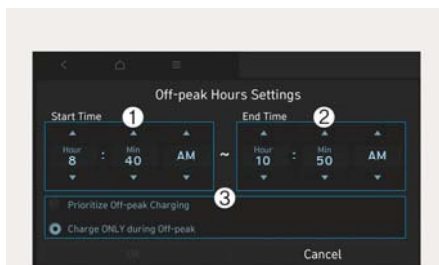 Off-peak Hours Settings
Start Time ① End Time ②
Hour Min Hour Min
8 : 40 AM ~ 10 : 50 AM
③
Prioritize Off-peak Charging
Charge ONLY during Off-peak
OK Cancel